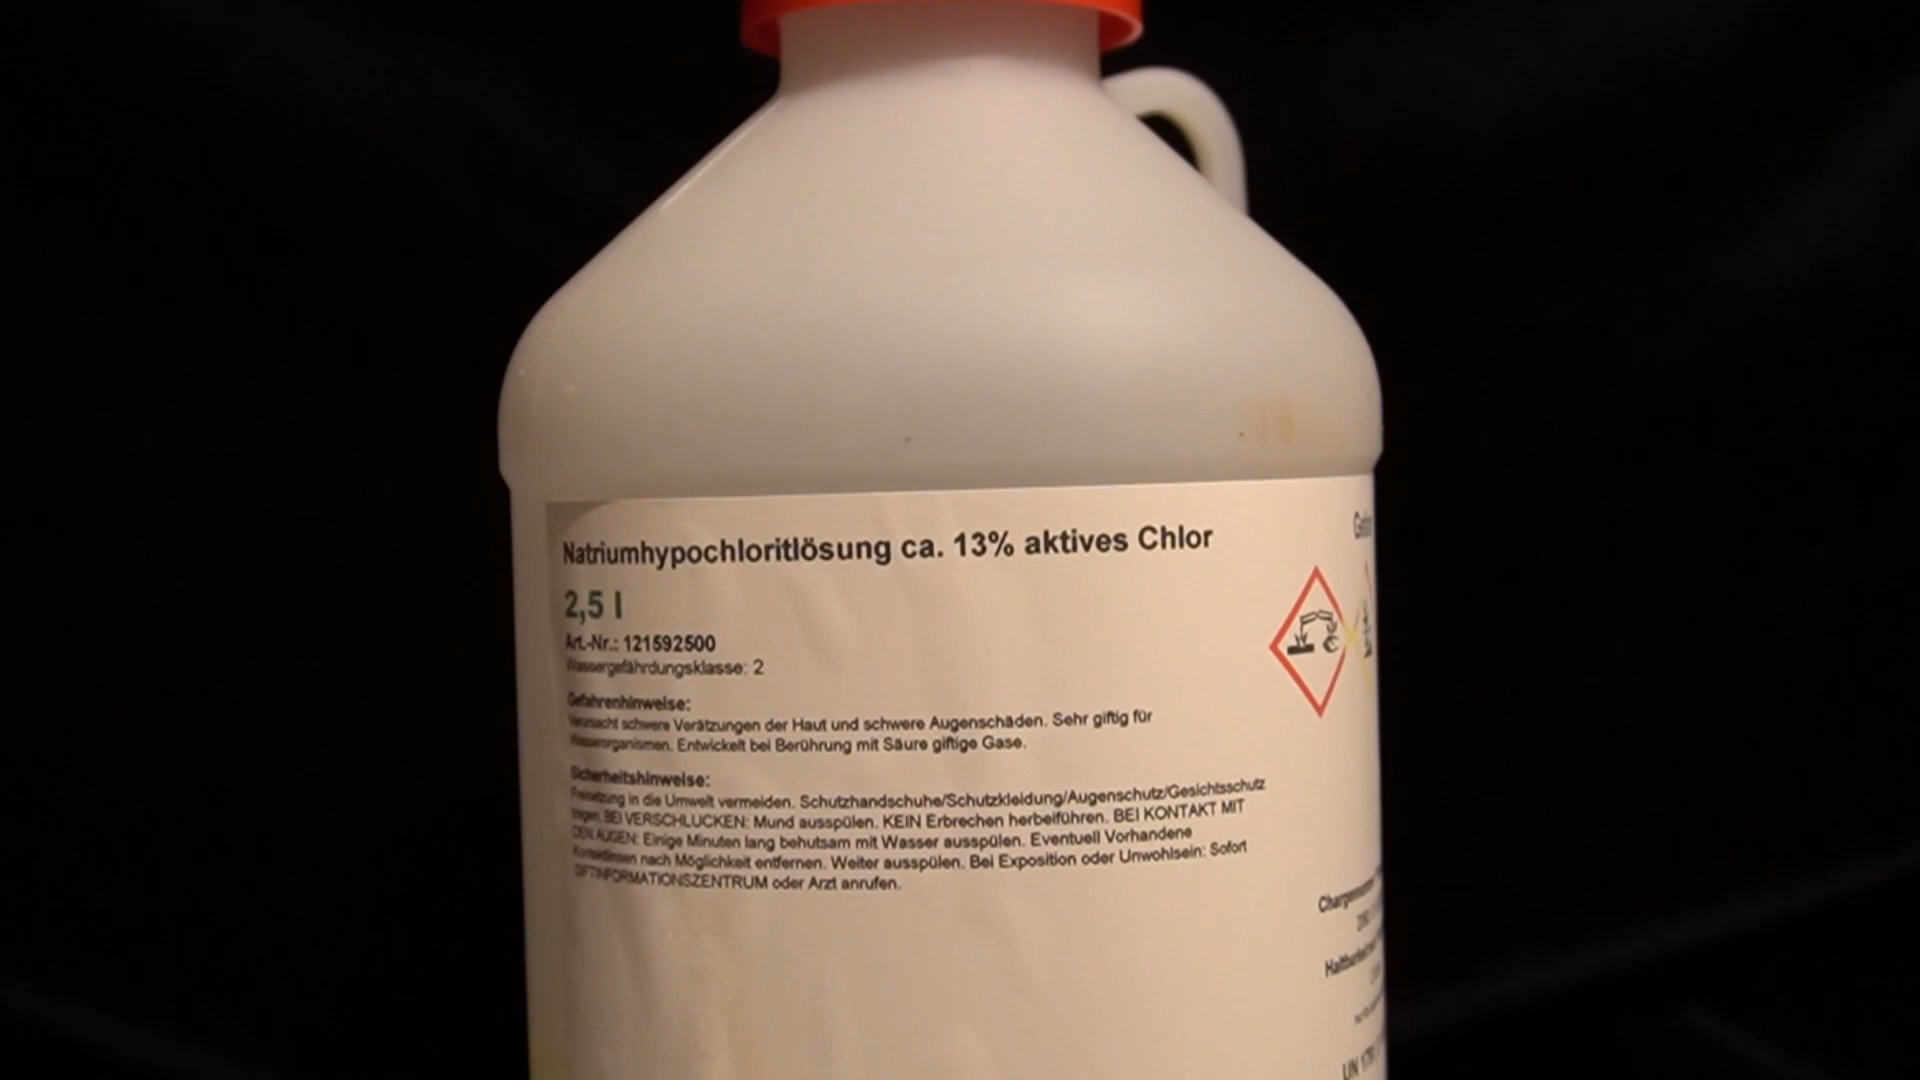 Natriumhypochloritlösung ca. 13% aktives Chlor
2,5 l
Art.-Nr.: 121592500
Wassergefährdungsklasse: 2
Gefahrenhinweise:
Verursacht schwere Verätzungen der Haut und schwere Augenschäden. Sehr giftig für
Wasserorganismen. Entwickelt bei Berührung mit Säure giftige Gase.
Sicherheitshinweise:
Freisetzung in die Umwelt vermeiden. Schutzhandschuhe/Schutzkleidung/Augenschutz/Gesichtsschutz
tragen. BEI VERSCHLUCKEN: Mund ausspülen. KEIN Erbrechen herbeiführen. BEI KONTAKT MIT
DEN AUGEN: Einige Minuten lang behutsam mit Wasser ausspülen. Eventuell Vorhandene
Kontaktlinsen nach Möglichkeit entfernen. Weiter ausspülen. Bei Exposition oder Unwohlsein: Sofort
GIFTINFORMATIONSZENTRUM oder Arzt anrufen.
UN